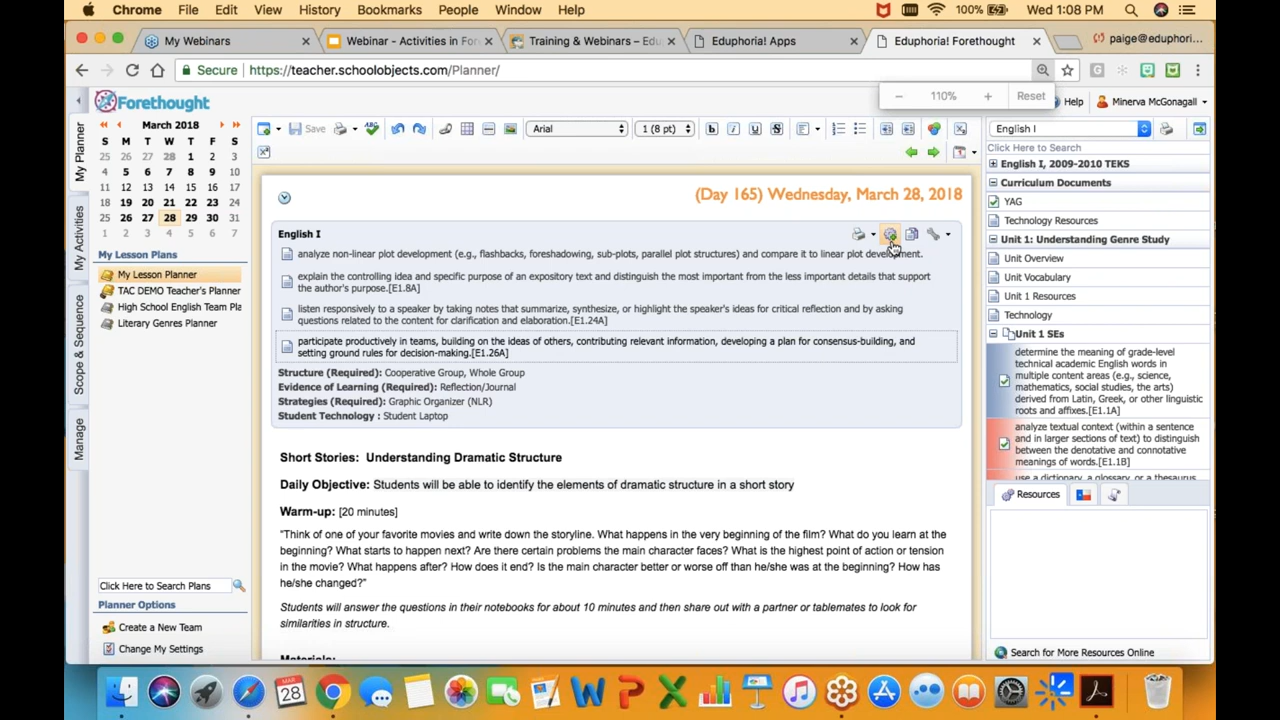 Chrome File Edit View History Bookmarks People Window Help 100% Wed 1:08 PM
My Webinars Webinar - Activities in For Training & Webinars – Edu Eduphoria! Apps Eduphoria! Forethought paige@eduphori...
Secure https://teacher.schoolobjects.com/Planner/
110% Reset
Forethought Help Minerva McGonagall
My Planner
My Activities
Scope & Sequence
Manage
March 2018
S M T W T F S
25 26 27 28 1 2 3
4 5 6 7 8 9 10
11 12 13 14 15 16 17
18 19 20 21 22 23 24
25 26 27 28 29 30 31
1 2 3 4 5 6 7
My Lesson Plans
My Lesson Planner
TAC DEMO Teacher's Planner
High School English Team Pla
Literary Genres Planner
Click Here to Search Plans
Planner Options
Create a New Team
Change My Settings
Save Arial 1 (8 pt) b i U S
(Day 165) Wednesday, March 28, 2018
English I
analyze non-linear plot development (e.g., flashbacks, foreshadowing, sub-plots, parallel plot structures) and compare it to linear plot development.
explain the controlling idea and specific purpose of an expository text and distinguish the most important from the less important details that support
the author's purpose.[E1.8A]
listen responsively to a speaker by taking notes that summarize, synthesize, or highlight the speaker's ideas for critical reflection and by asking
questions related to the content for clarification and elaboration.[E1.24A]
participate productively in teams, building on the ideas of others, contributing relevant information, developing a plan for consensus-building, and
setting ground rules for decision-making.[E1.26A]
Structure (Required): Cooperative Group, Whole Group
Evidence of Learning (Required): Reflection/Journal
Strategies (Required): Graphic Organizer (NLR)
Student Technology : Student Laptop
Short Stories: Understanding Dramatic Structure
Daily Objective: Students will be able to identify the elements of dramatic structure in a short story
Warm-up: [20 minutes]
"Think of one of your favorite movies and write down the storyline. What happens in the very beginning of the film? What do you learn at the
beginning? What starts to happen next? Are there certain problems the main character faces? What is the highest point of action or tension
in the movie? What happens after? How does it end? Is the main character better or worse off than he/she was at the beginning? How has
he/she changed?"
Students will answer the questions in their notebooks for about 10 minutes and then share out with a partner or tablemates to look for
similarities in structure.
Materials:
English I
Click Here to Search
English I, 2009-2010 TEKS
Curriculum Documents
YAG
Technology Resources
Unit 1: Understanding Genre Study
Unit Overview
Unit Vocabulary
Unit 1 Resources
Technology
Unit 1 SEs
determine the meaning of grade-level
technical academic English words in
multiple content areas (e.g., science,
mathematics, social studies, the arts)
derived from Latin, Greek, or other linguistic
roots and affixes.[E1.1A]
analyze textual context (within a sentence
and in larger sections of text) to distinguish
between the denotative and connotative
meanings of words.[E1.1B]
use a dictionary, a glossary, or a thesaurus
Resources
Search for More Resources Online
MAR
28